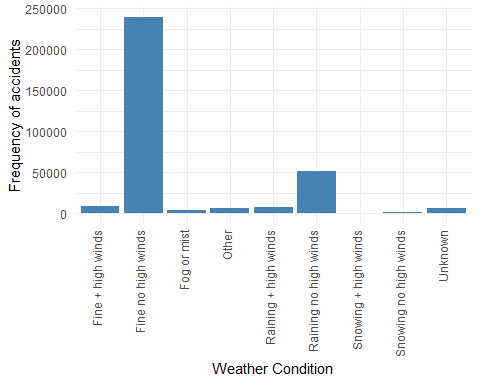 Frequency of accidents
250000
200000
150000
100000
50000
0
Fine + high winds
Fine no high winds
Fog or mist
Other
Raining + high winds
Raining no high winds
Snowing + high winds
Snowing no high winds
Unknown
Weather Condition